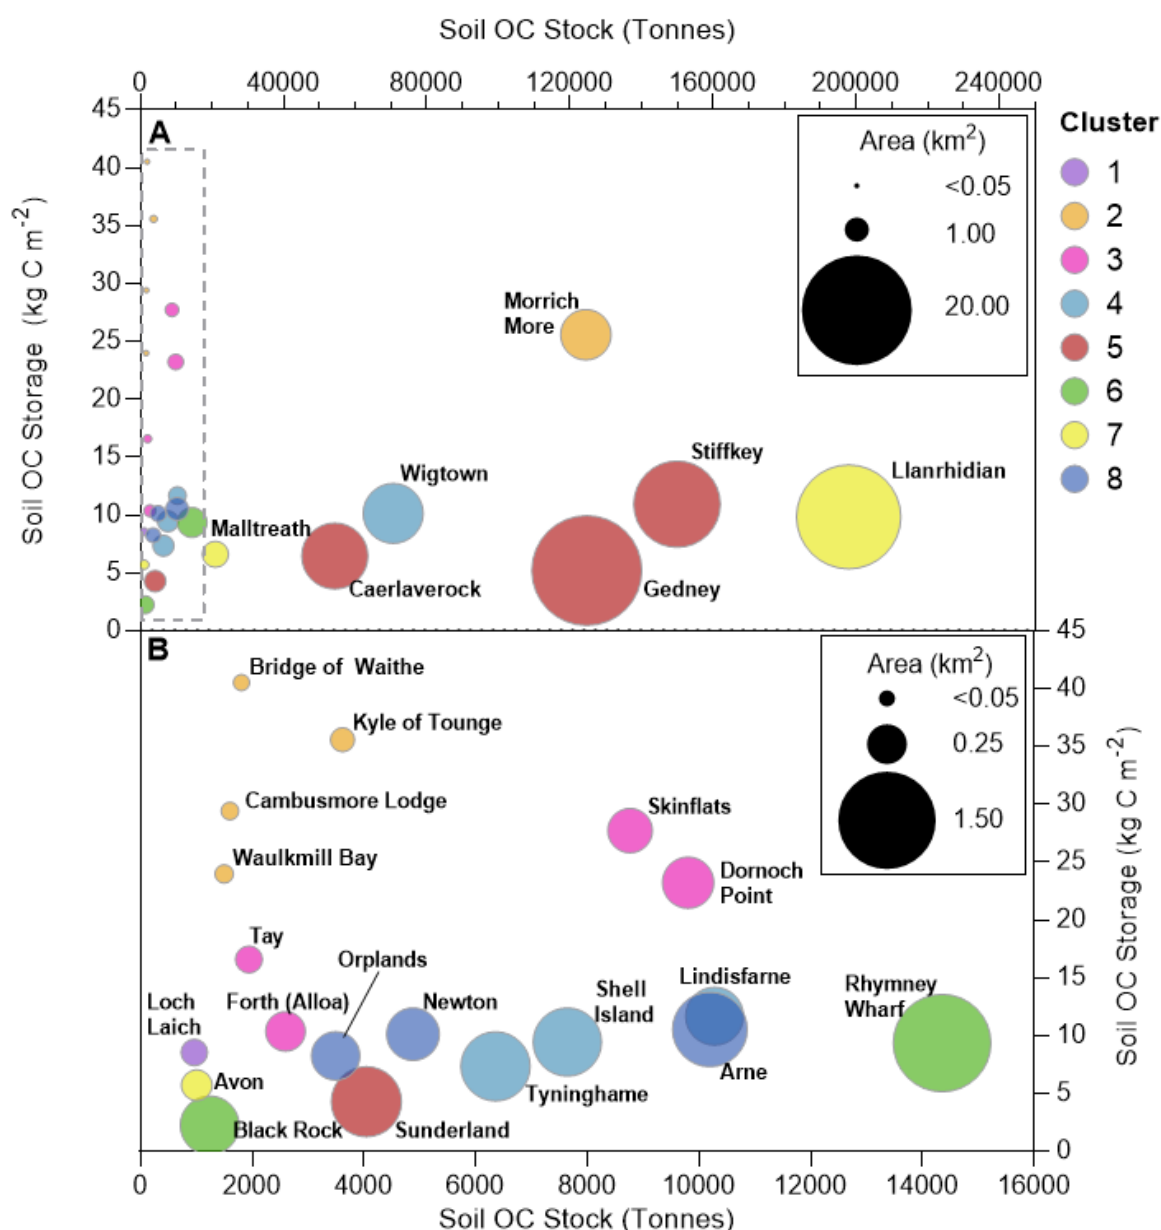 Soil OC Stock (Tonnes)
0 40000 80000 120000 160000 200000 240000
45
40
35
30
25
20
15
10
5
0
Soil OC Storage (kg C m-2)
A
Area (km2)
<0.05
1.00
20.00
Cluster
1
2
3
4
5
6
7
8
Morrich
More
Stiffkey
Wigtown
Llanrhidian
Malltreath
Caerlaverock
Gedney
B
Bridge of Waithe
Kyle of Tounge
Cambusmore Lodge
Waulkmill Bay
Skinflats
Dornoch
Point
Tay
Orplands
Lindisfarne
Loch
Laich
Forth (Alloa)
Newton
Shell
Island
Rhymney
Wharf
Avon
Arne
Tyninghame
Black Rock
Sunderland
Area (km2)
<0.05
0.25
1.50
45
40
35
30
25
20
15
10
5
0
Soil OC Storage (kg C m-2)
0 2000 4000 6000 8000 10000 12000 14000 16000
Soil OC Stock (Tonnes)